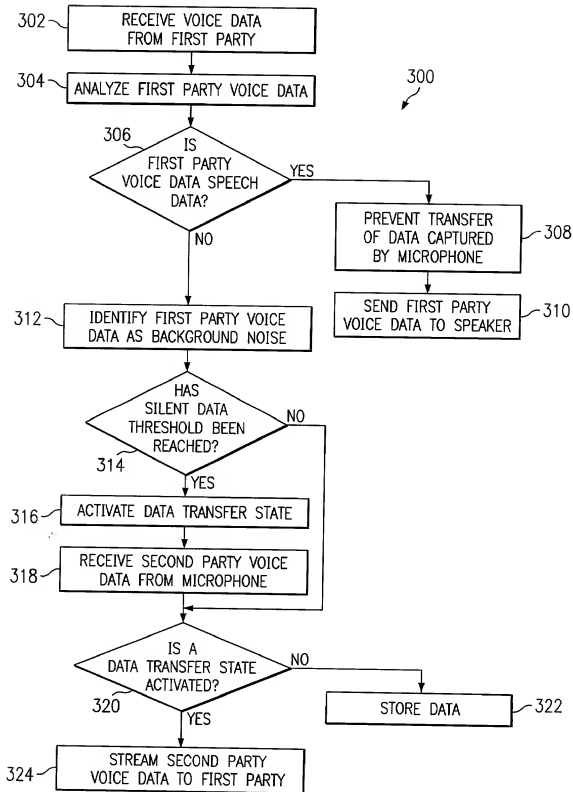 302
RECEIVE VOICE DATA
FROM FIRST PARTY
304
ANALYZE FIRST PARTY VOICE DATA
300
306
IS
FIRST PARTY
VOICE DATA SPEECH
DATA?
YES
NO
PREVENT TRANSFER
OF DATA CAPTURED
BY MICROPHONE
308
SEND FIRST PARTY
VOICE DATA TO SPEAKER
310
312
IDENTIFY FIRST PARTY VOICE
DATA AS BACKGROUND NOISE
HAS
SILENT DATA
THRESHOLD BEEN
REACHED?
314
NO
YES
316
ACTIVATE DATA TRANSFER STATE
318
RECEIVE SECOND PARTY VOICE
DATA FROM MICROPHONE
IS A
DATA TRANSFER STATE
ACTIVATED?
320
NO
YES
STORE DATA
322
324
STREAM SECOND PARTY
VOICE DATA TO FIRST PARTY